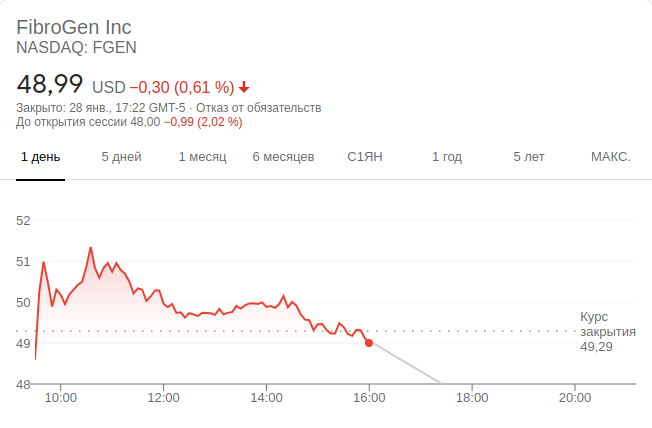 FibroGen Inc
NASDAQ: FGEN
48,99 USD −0,30 (0,61 %)
Закрыто: 28 янв., 17:22 GMT-5 · Отказ от обязательств
До открытия сессии 48,00 −0,99 (2,02 %)
1 день 5 дней 1 месяц 6 месяцев С1ЯН 1 год 5 лет МАКС.
52
51
50
49
48
Курс
закрытия
49,29
10:00 12:00 14:00 16:00 18:00 20:00